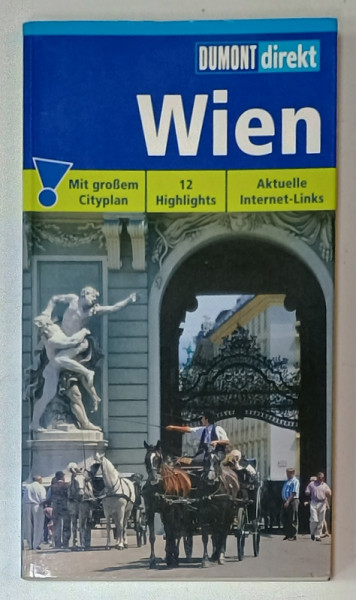 DUMONT direkt
Wien
Mit großem
Cityplan
12
Highlights
Aktuelle
Internet-Links